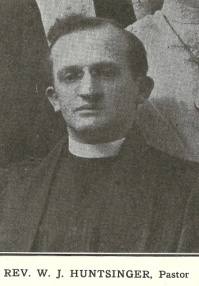 REV. W. J. HUNTSINGER, Pastor